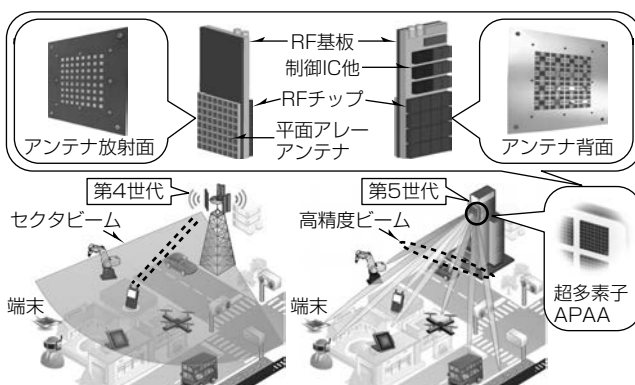 RF基板
制御IC他
RFチップ
平面アレー
アンテナ
アンテナ放射面
アンテナ背面
第4世代
セクタビーム
端末
第5世代
高精度ビーム
端末
超多素子
APAA